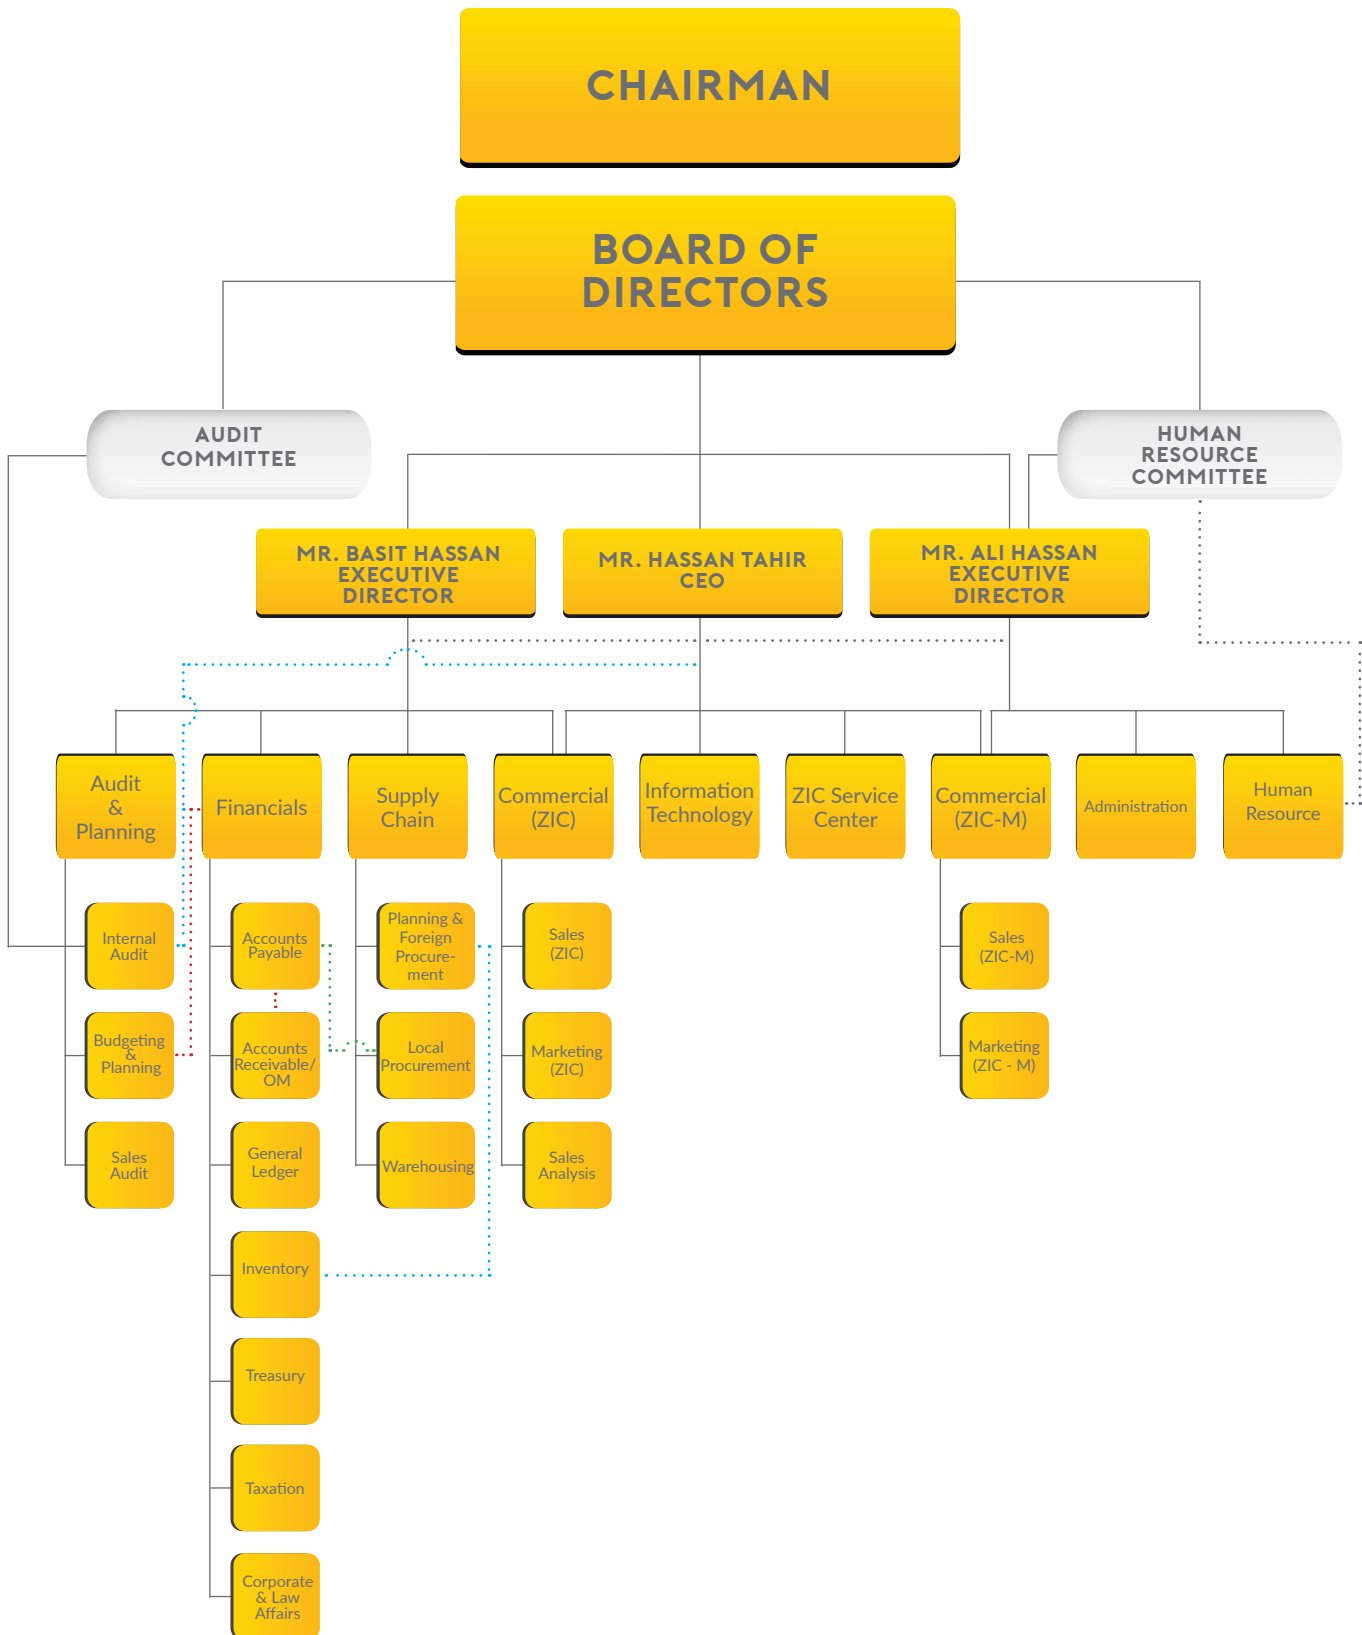 CHAIRMAN
BOARD OF
DIRECTORS
AUDIT
COMMITTEE
HUMAN
RESOURCE
COMMITTEE
MR. BASIT HASSAN
EXECUTIVE
DIRECTOR
MR. HASSAN TAHIR
CEO
MR. ALI HASSAN
EXECUTIVE
DIRECTOR
Audit
&
Planning
Financials
Supply
Chain
Commercial
(ZIC)
Information
Technology
ZIC Service
Center
Commercial
(ZIC-M)
Administration
Human
Resource
Internal
Audit
Budgeting
&
Planning
Sales
Audit
Accounts
Payable
Accounts
Receivable/
OM
General
Ledger
Inventory
Treasury
Taxation
Corporate
& Law
Affairs
Planning &
Foreign
Procure-
ment
Local
Procurement
Warehousing
Sales
(ZIC)
Marketing
(ZIC)
Sales
Analysis
Sales
(ZIC-M)
Marketing
(ZIC - M)